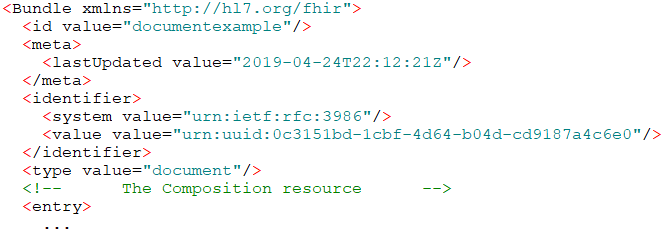 <Bundle xmlns="http://hl7.org/fhir">
  <id value="documentexample"/>
  <meta>
    <lastUpdated value="2019-04-24T22:12:21Z"/>
  </meta>
  <identifier>
    <system value="urn:ietf:rfc:3986"/>
    <value value="urn:uuid:0c3151bd-1cbf-4d64-b04d-cd9187a4c6e0"/>
  </identifier>
  <type value="document"/>
  <!--      The Composition resource      -->
  <entry>
    ...